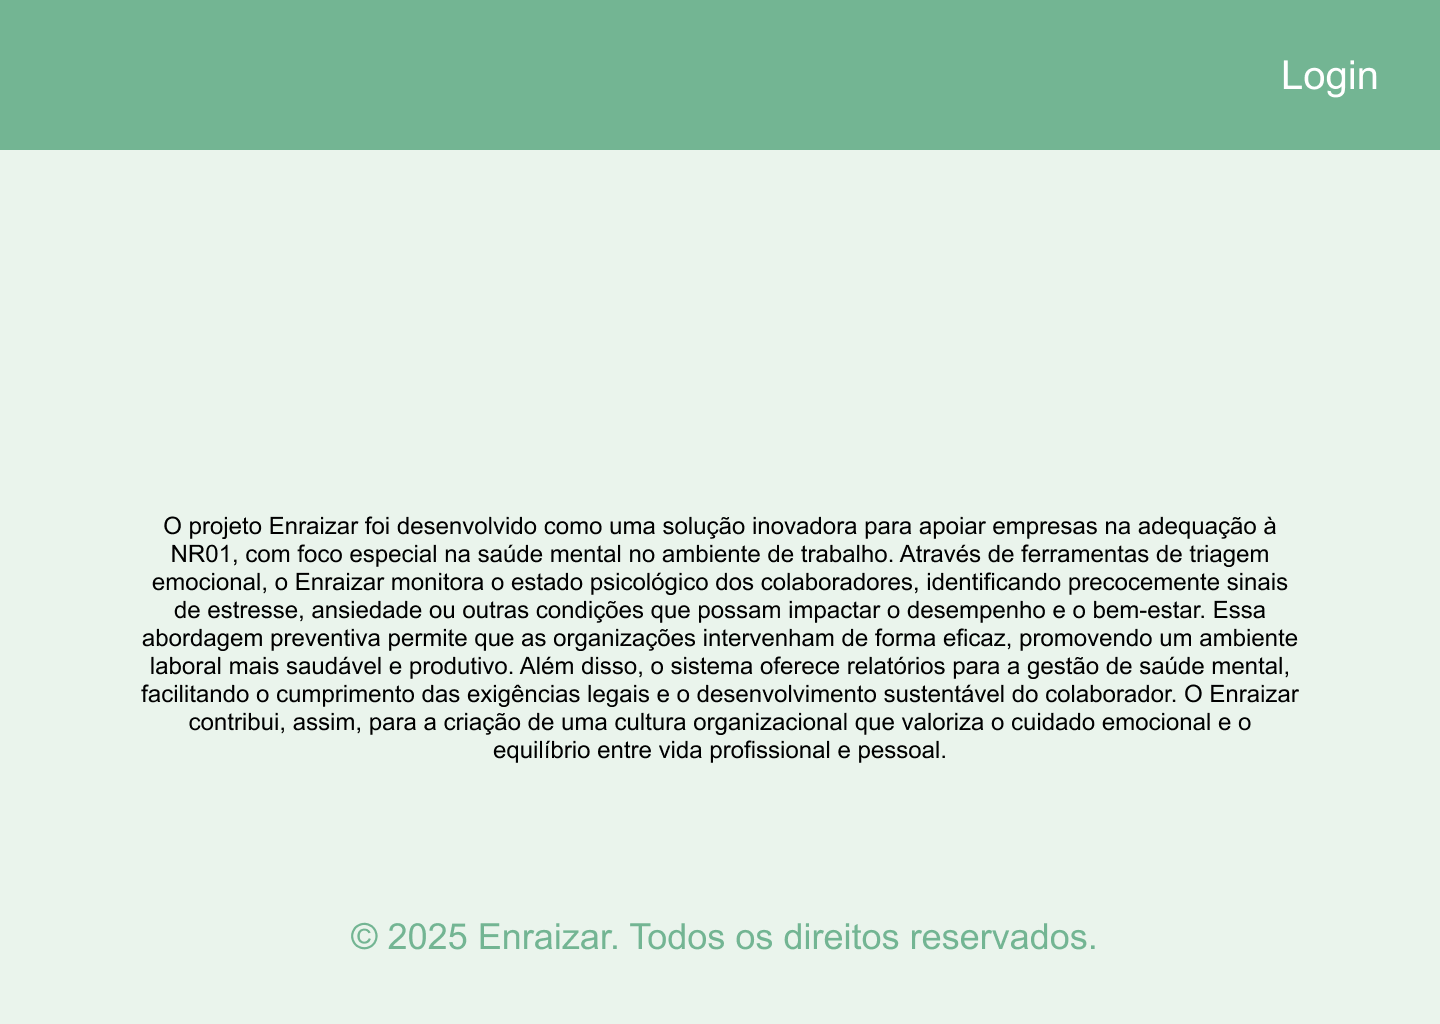 Login
O projeto Enraizar foi desenvolvido como uma solução inovadora para apoiar empresas na adequação à
NR01, com foco especial na saúde mental no ambiente de trabalho. Através de ferramentas de triagem
emocional, o Enraizar monitora o estado psicológico dos colaboradores, identificando precocemente sinais
de estresse, ansiedade ou outras condições que possam impactar o desempenho e o bem-estar. Essa
abordagem preventiva permite que as organizações intervenham de forma eficaz, promovendo um ambiente
laboral mais saudável e produtivo. Além disso, o sistema oferece relatórios para a gestão de saúde mental,
facilitando o cumprimento das exigências legais e o desenvolvimento sustentável do colaborador. O Enraizar
contribui, assim, para a criação de uma cultura organizacional que valoriza o cuidado emocional e o
equilíbrio entre vida profissional e pessoal.
© 2025 Enraizar. Todos os direitos reservados.